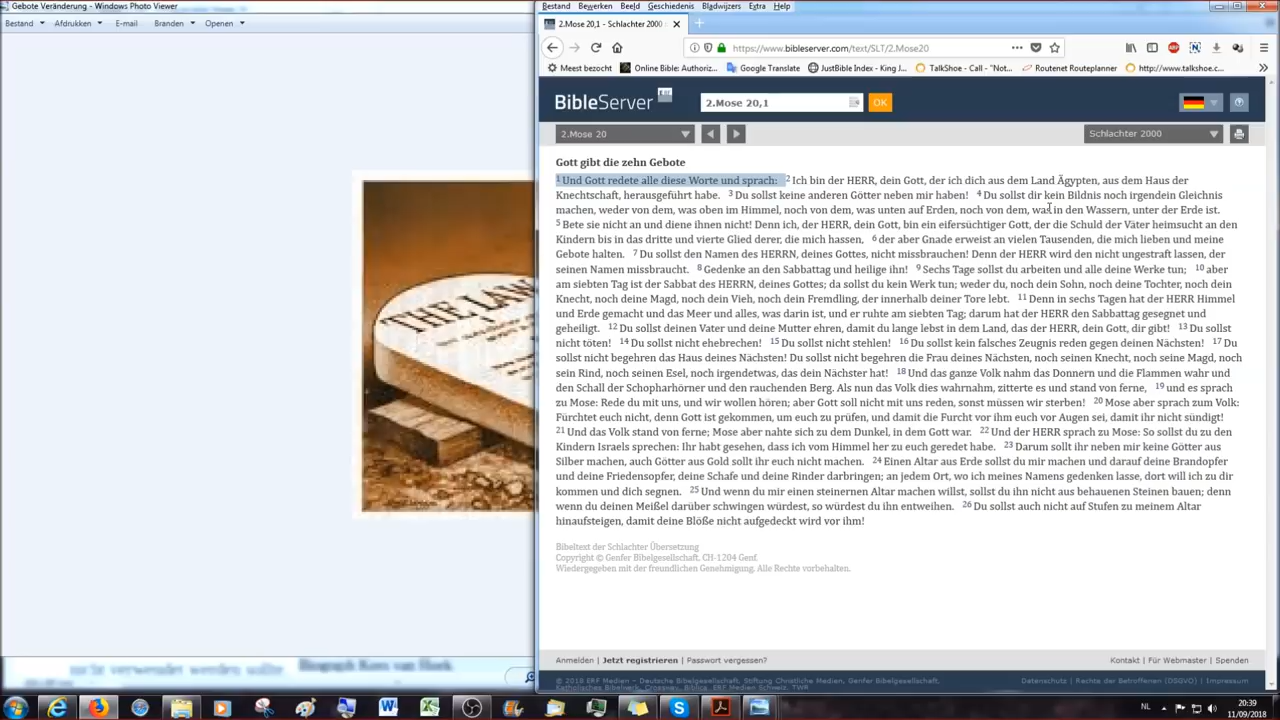 Gebote Veränderung - Windows Photo Viewer
Bestand Afdrukken E-mail Branden Openen
THE LAN
Bestand Bewerken Beeld Geschiedenis Bladwijzers Extra Help
2.Mose 20,1 - Schlachter 2000
https://www.bibleserver.com/text/SLT/2.Mose20
Meest bezocht Online Bible: Authoriz... Google Translate JustBible Index - King J... TalkShoe - Call - "Not... Routenet Routeplanner http://www.talkshoe.c...
BibleServer 2.Mose 20,1 OK
2.Mose 20 Schlachter 2000
Gott gibt die zehn Gebote
1 Und Gott redete alle diese Worte und sprach: 2 Ich bin der HERR, dein Gott, der ich dich aus dem Land Ägypten, aus dem Haus der
Knechtschaft, herausgeführt habe. 3 Du sollst keine anderen Götter neben mir haben! 4 Du sollst dir kein Bildnis noch irgendein Gleichnis
machen, weder von dem, was oben im Himmel, noch von dem, was unten auf Erden, noch von dem, was in den Wassern, unter der Erde ist.
5 Bete sie nicht an und diene ihnen nicht! Denn ich, der HERR, dein Gott, bin ein eifersüchtiger Gott, der die Schuld der Väter heimsucht an den
Kindern bis in das dritte und vierte Glied derer, die mich hassen, 6 der aber Gnade erweist an vielen Tausenden, die mich lieben und meine
Gebote halten. 7 Du sollst den Namen des HERRN, deines Gottes, nicht missbrauchen! Denn der HERR wird den nicht ungestraft lassen, der
seinen Namen missbraucht. 8 Gedenke an den Sabbattag und heilige ihn! 9 Sechs Tage sollst du arbeiten und alle deine Werke tun; 10 aber
am siebten Tag ist der Sabbat des HERRN, deines Gottes; da sollst du kein Werk tun; weder du, noch dein Sohn, noch deine Tochter, noch dein
Knecht, noch deine Magd, noch dein Vieh, noch dein Fremdling, der innerhalb deiner Tore lebt. 11 Denn in sechs Tagen hat der HERR Himmel
und Erde gemacht und das Meer und alles, was darin ist, und er ruhte am siebten Tag; darum hat der HERR den Sabbattag gesegnet und
geheiligt. 12 Du sollst deinen Vater und deine Mutter ehren, damit du lange lebst in dem Land, das der HERR, dein Gott, dir gibt! 13 Du sollst
nicht töten! 14 Du sollst nicht ehebrechen! 15 Du sollst nicht stehlen! 16 Du sollst kein falsches Zeugnis reden gegen deinen Nächsten! 17 Du
sollst nicht begehren das Haus deines Nächsten! Du sollst nicht begehren die Frau deines Nächsten, noch seinen Knecht, noch seine Magd, noch
sein Rind, noch seinen Esel, noch irgendetwas, das dein Nächster hat! 18 Und das ganze Volk nahm das Donnern und die Flammen wahr und
den Schall der Schopharhörner und den rauchenden Berg. Als nun das Volk dies wahrnahm, zitterte es und stand von ferne, 19 und es sprach
zu Mose: Rede du mit uns, und wir wollen hören; aber Gott soll nicht mit uns reden, sonst müssen wir sterben! 20 Mose aber sprach zum Volk:
Fürchtet euch nicht, denn Gott ist gekommen, um euch zu prüfen, und damit die Furcht vor ihm euch vor Augen sei, damit ihr nicht sündigt!
21 Und das Volk stand von ferne; Mose aber nahte sich zu dem Dunkel, in dem Gott war. 22 Und der HERR sprach zu Mose: So sollst du zu den
Kindern Israels sprechen: Ihr habt gesehen, dass ich vom Himmel her zu euch geredet habe. 23 Darum sollt ihr neben mir keine Götter aus
Silber machen, auch Götter aus Gold sollt ihr euch nicht machen. 24 Einen Altar aus Erde sollst du mir machen und darauf deine Brandopfer
und deine Friedensopfer, deine Schafe und deine Rinder darbringen; an jedem Ort, wo ich meines Namens gedenken lasse, dort will ich zu dir
kommen und dich segnen. 25 Und wenn du mir einen steinernen Altar machen willst, sollst du ihn nicht aus behauenen Steinen bauen; denn
wenn du deinen Meißel darüber schwingen würdest, so würdest du ihn entweihen. 26 Du sollst auch nicht auf Stufen zu meinem Altar
hinaufsteigen, damit deine Blöße nicht aufgedeckt wird vor ihm!
Bibeltext der Schlachter Übersetzung
Copyright © Genfer Bibelgesellschaft, CH-1204 Genf.
Wiedergegeben mit der freundlichen Genehmigung. Alle Rechte vorbehalten.
Anmelden | Jetzt registrieren | Passwort vergessen? Kontakt | Für Webmaster | Spenden
© 2018 ERF Medien - Deutsche Bibelgesellschaft, Stiftung Christliche Medien, Genfer Bibelgesellschaft, Datenschutz | Rechte der Betroffenen (DSGVO) | Impressum
Katholisches Bibelwerk, Crossway, Biblica, ERF Medien Schweiz, TWR
nicht verwendet werden sollte
NL 20:39
11/09/2018